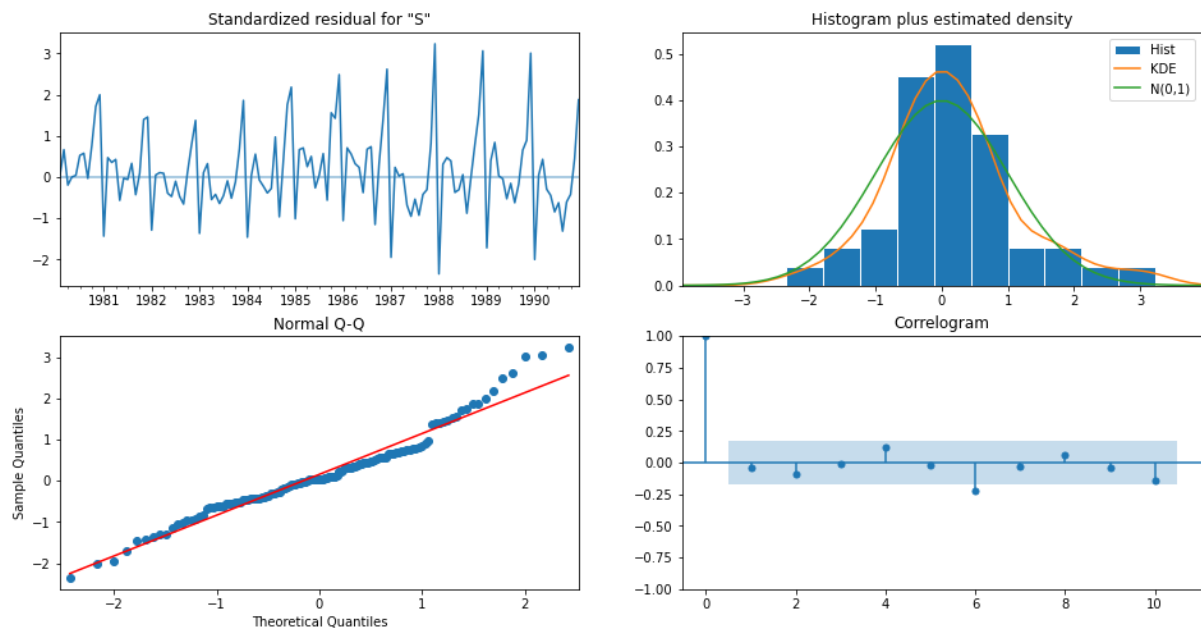 Standardized residual for "S"
3
2
1
0
−1
−2
1981 1982 1983 1984 1985 1986 1987 1988 1989 1990
Histogram plus estimated density
Hist
KDE
N(0,1)
0.5
0.4
0.3
0.2
0.1
0.0
−3 −2 −1 0 1 2 3
Normal Q-Q
Sample Quantiles
3
2
1
0
−1
−2
−2 −1 0 1 2
Theoretical Quantiles
Correlogram
1.00
0.75
0.50
0.25
0.00
−0.25
−0.50
−0.75
−1.00
0 2 4 6 8 10